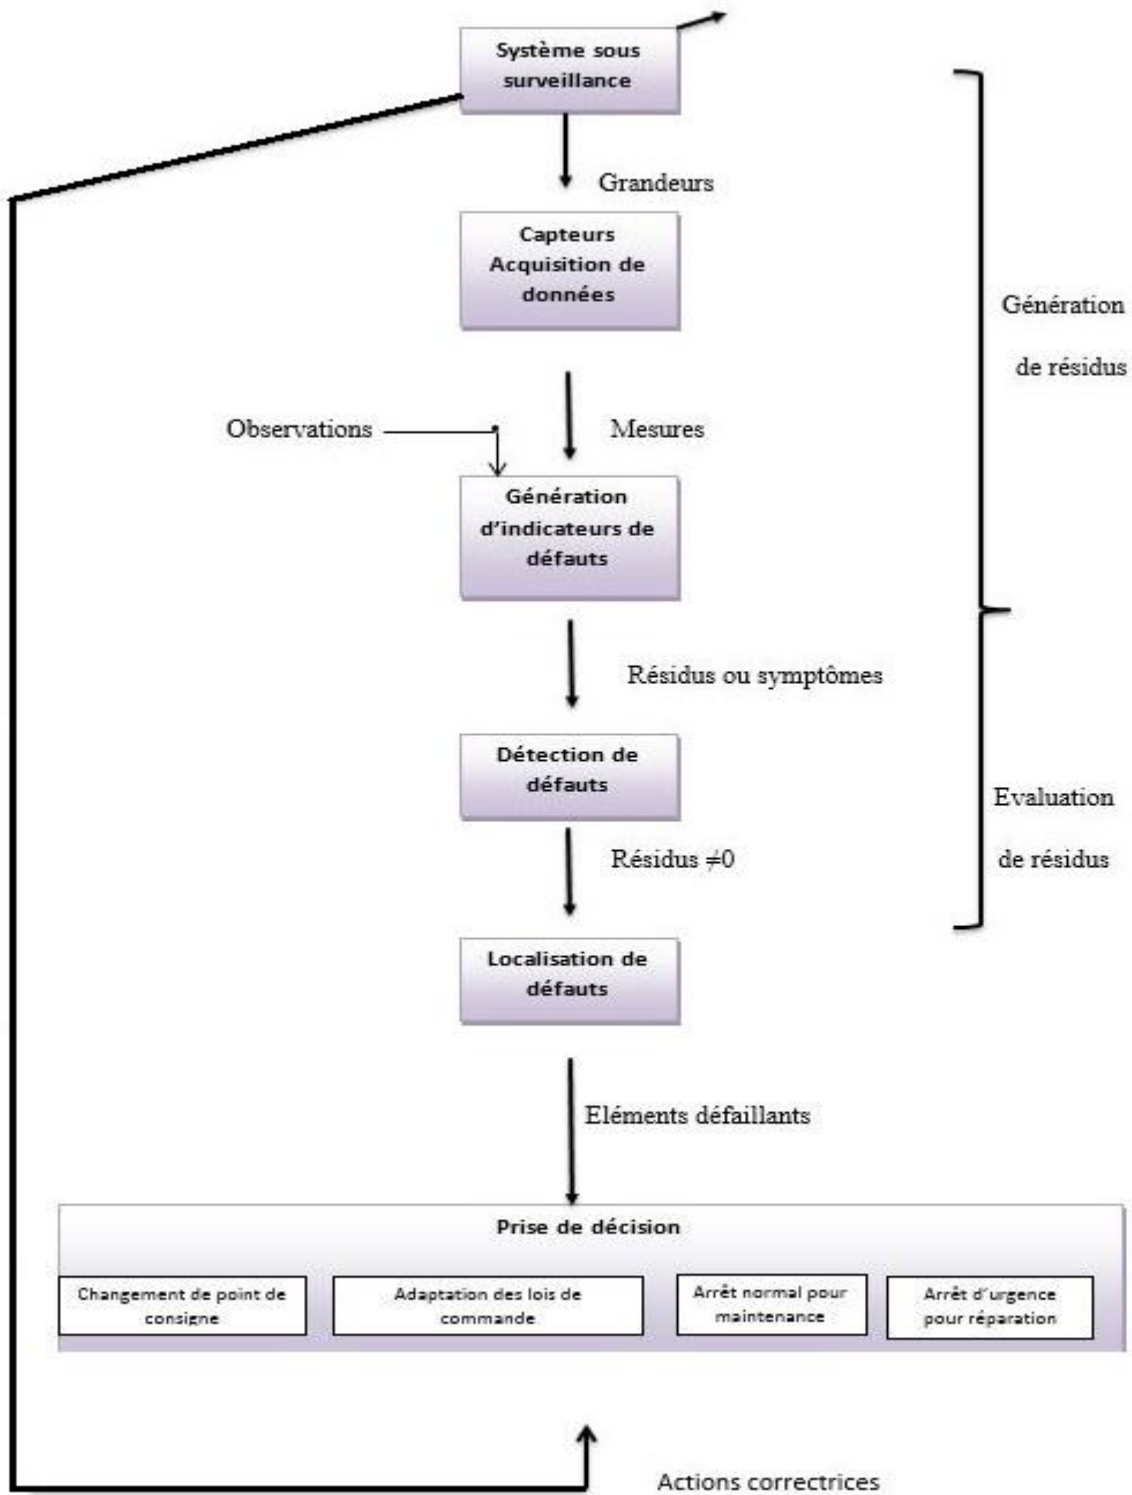 Système sous
surveillance
Grandeurs
Capteurs
Acquisition de
données
Génération
de résidus
Observations
Mesures
Génération
d'indicateurs de
défauts
Résidus ou symptômes
Détection de
défauts
Evaluation
Résidus ≠0
de résidus
Localisation de
défauts
Eléments défaillants
Prise de décision
Changement de point de
consigne
Adaptation des lois de
commande
Arrêt normal pour
maintenance
Arrêt d'urgence
pour réparation
Actions correctrices